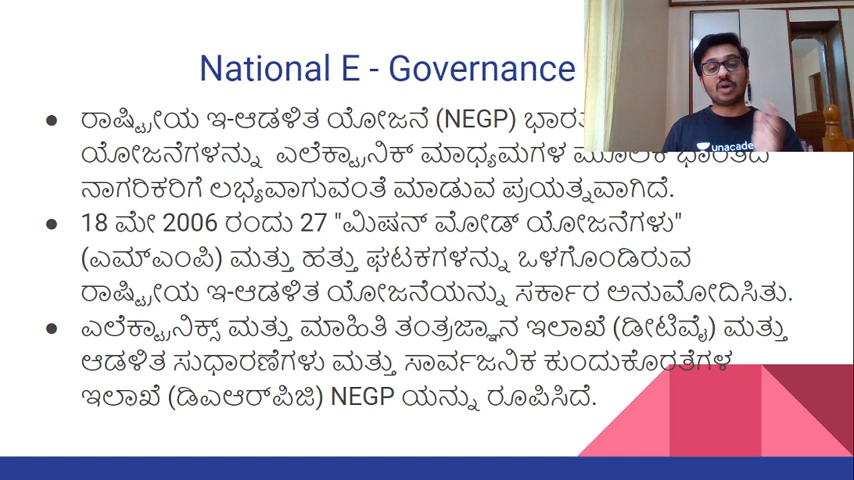 National E - Governance
ರಾಷ್ಟ್ರೀಯ ಇ-ಆಡಳಿತ ಯೋಜನೆ (NEGP)
ಯೋಜನೆಗಳನ್ನು ಎಲೆಕ್ಟ್ರಾನಿಕ್ ಮಾಧ್ಯಮಗಳ ಮೂಲಕ ಭಾರತದ
ನಾಗರಿಕರಿಗೆ ಲಭ್ಯವಾಗುವಂತೆ ಮಾಡುವ ಪ್ರಯತ್ನವಾಗಿದೆ.
18 ಮೇ 2006 ರಂದು 27 "ಮಿಷನ್ ಮೋಡ್ ಯೋಜನೆಗಳು"
(ಎಮ್ಎಂಪಿ) ಮತ್ತು ಹತ್ತು ಘಟಕಗಳನ್ನು ಒಳಗೊಂಡಿರುವ
ರಾಷ್ಟ್ರೀಯ ಇ-ಆಡಳಿತ ಯೋಜನೆಯನ್ನು ಸರ್ಕಾರ ಅನುಮೋದಿಸಿತು.
ಎಲೆಕ್ಟ್ರಾನಿಕ್ಸ್ ಮತ್ತು ಮಾಹಿತಿ ತಂತ್ರಜ್ಞಾನ ಇಲಾಖೆ (ಡೀಟಿವೈ) ಮತ್ತು
ಆಡಳಿತ ಸುಧಾರಣೆಗಳು ಮತ್ತು ಸಾರ್ವಜನಿಕ ಕುಂದುಕೊರತೆಗಳ
ಇಲಾಖೆ (ಡಿಎಆರ್‌ಪಿಜಿ) NEGP ಯನ್ನು ರೂಪಿಸಿದೆ.